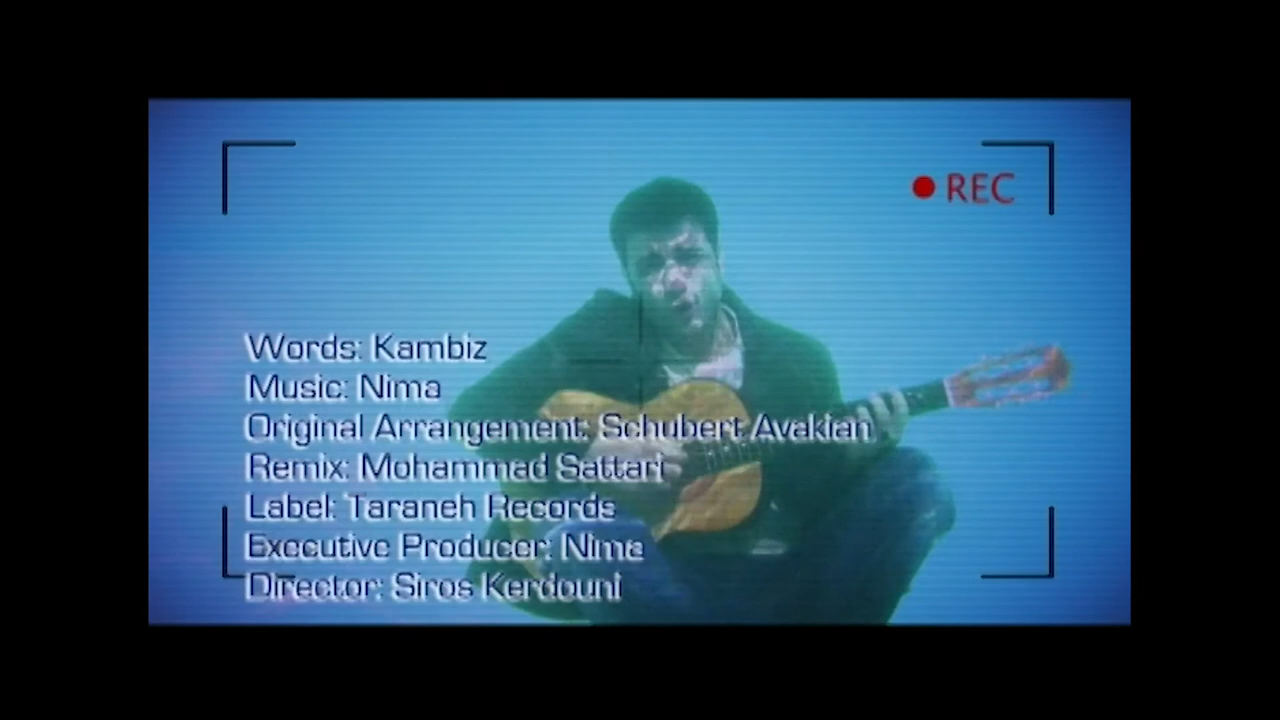 REC
Words: Kambiz
Music: Nima
Original Arrangement: Schubert Avakian
Remix: Mohammad Sattari
Label: Taraneh Records
Executive Producer: Nima
Director: Siros Kerdouni